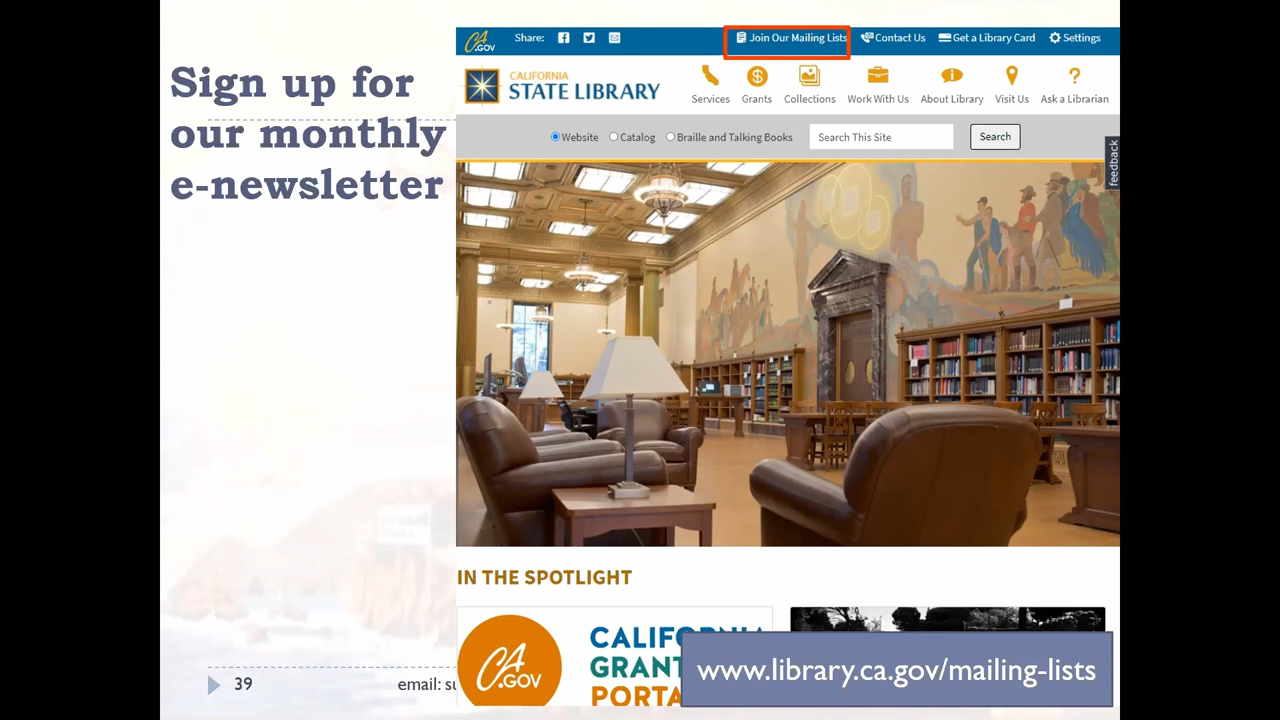 Sign up for
our monthly
e-newsletter
CA.GOV
Share:
Join Our Mailing Lists
Contact Us
Get a Library Card
Settings
CALIFORNIA
STATE LIBRARY
Services
Grants
Collections
Work With Us
About Library
Visit Us
Ask a Librarian
Website
Catalog
Braille and Talking Books
Search This Site
Search
feedback
IN THE SPOTLIGHT
CA.GOV
CALIFORNIA
GRANT
PORTA
www.library.ca.gov/mailing-lists
39
email: